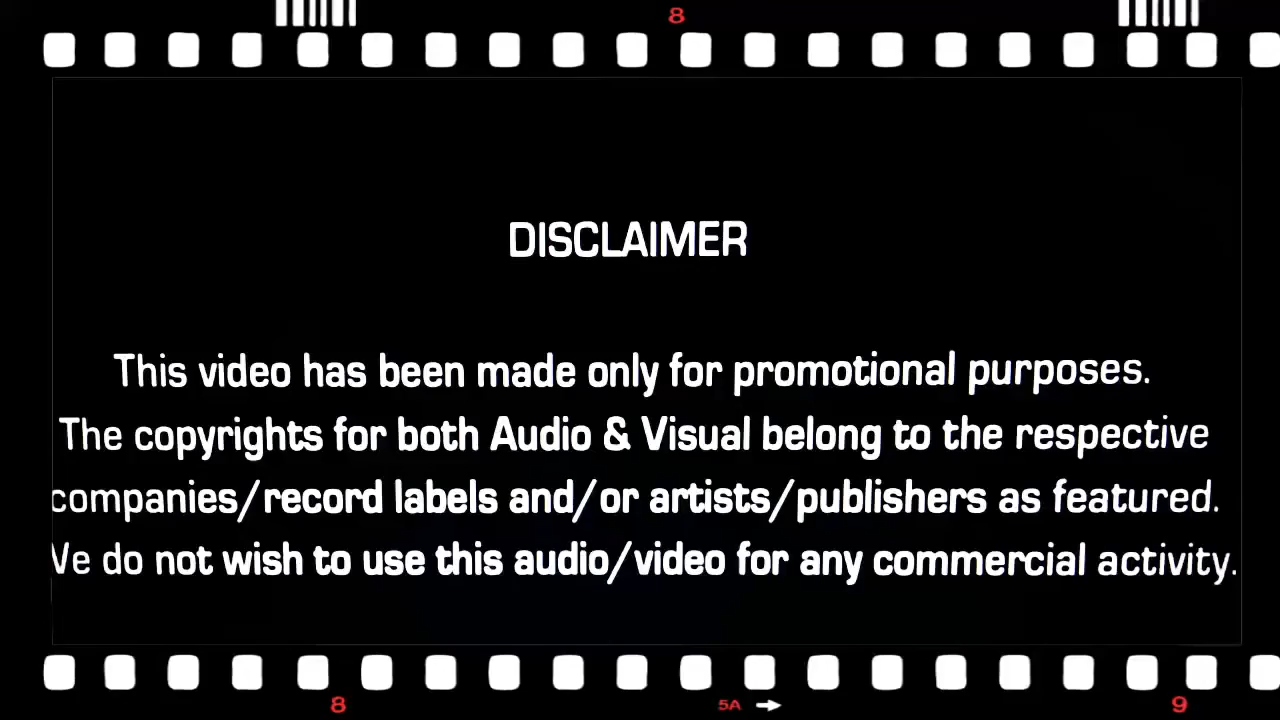 8
DISCLAIMER
This video has been made only for promotional purposes.
The copyrights for both Audio & Visual belong to the respective
companies/record labels and/or artists/publishers as featured.
We do not wish to use this audio/video for any commercial activity.
8 5A 9